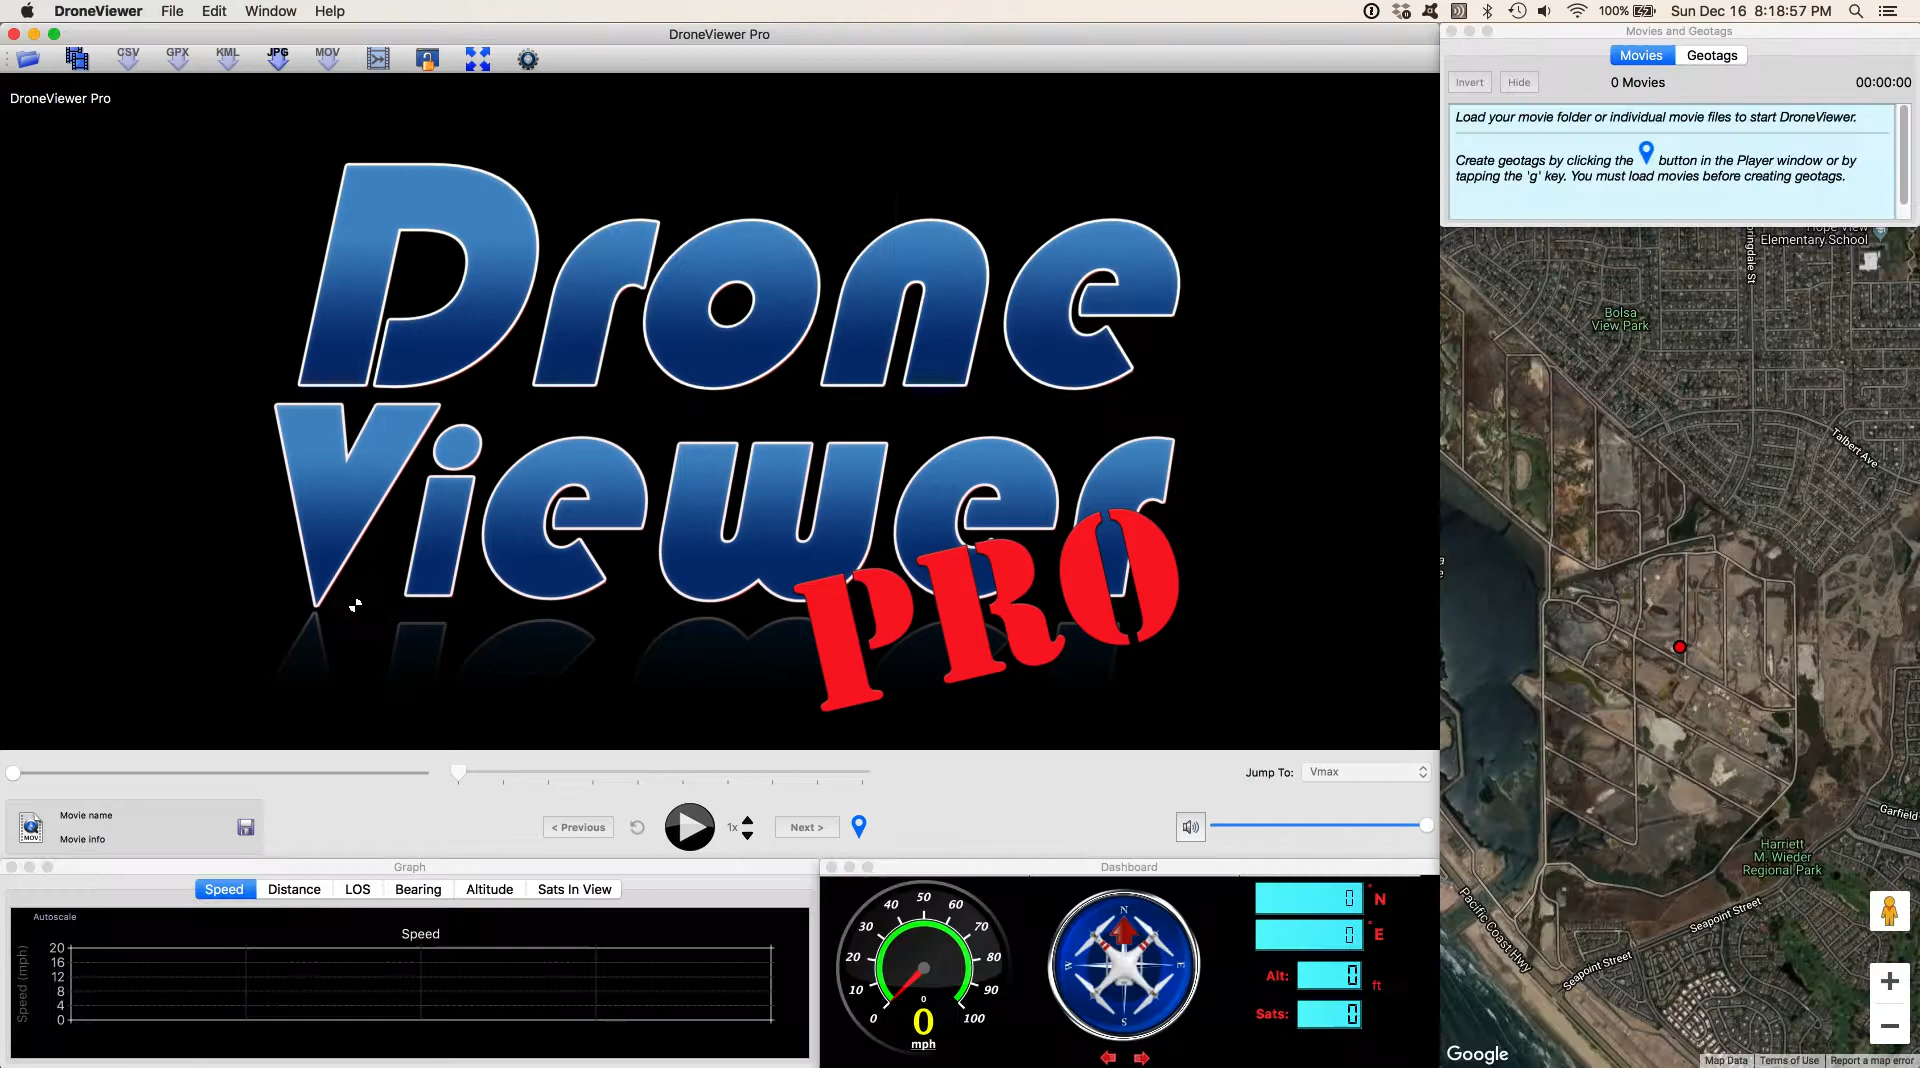 DroneViewer File Edit Window Help
100% Sun Dec 16 8:18:57 PM
DroneViewer Pro
CSV GPX KML JPG MOV
DroneViewer Pro
Drone
Viewer
PRO
Jump To: Vmax
MOV
Movie name
Movie info
< Previous
1x
Next >
Graph
Speed Distance LOS Bearing Altitude Sats In View
Autoscale
Speed
Speed (mph)
20
16
12
8
4
0
Dashboard
0 10 20 30 40 50 60 70 80 90 100
0
0
mph
N
E
S
W
0 ° N
0 ° E
Alt: 0 ft
Sats: 0
Movies and Geotags
Movies Geotags
Invert Hide 0 Movies 00:00:00
Load your movie folder or individual movie files to start DroneViewer.
Create geotags by clicking the button in the Player window or by
tapping the 'g' key. You must load movies before creating geotags.
Hope View
Elementary School
Springdale St
Bolsa
View Park
Talbert Ave
Garfield
Harriett
M. Wieder
Regional Park
Seapoint Street
Pacific Coast Hwy
Seapoint Street
Google
Map Data Terms of Use Report a map error